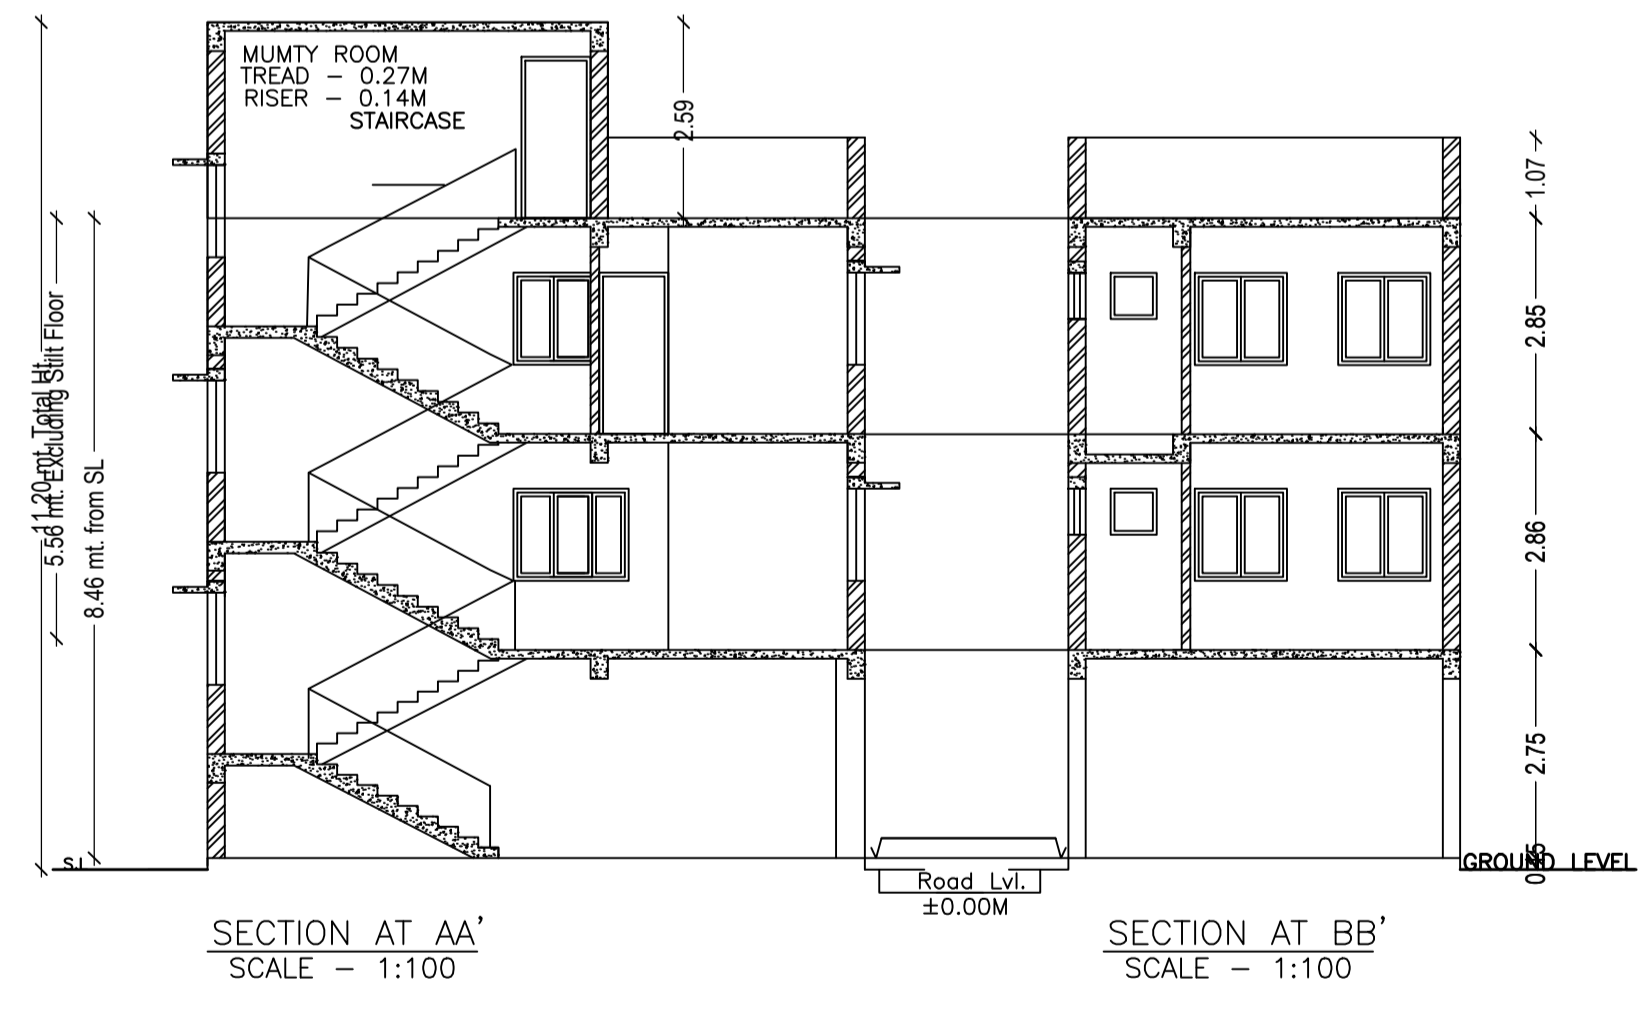 MUMTY ROOM
TREAD - 0.27M
RISER - 0.14M
STAIRCASE
2.59
1.07
11.20 mt. Total Ht.
5.56 mt. Excluding Stilt Floor
8.46 mt. from SL
2.85
2.86
2.75
GROUND LEVEL
Road Lvl.
±0.00M
SECTION AT AA'
SCALE - 1:100
SECTION AT BB'
SCALE - 1:100